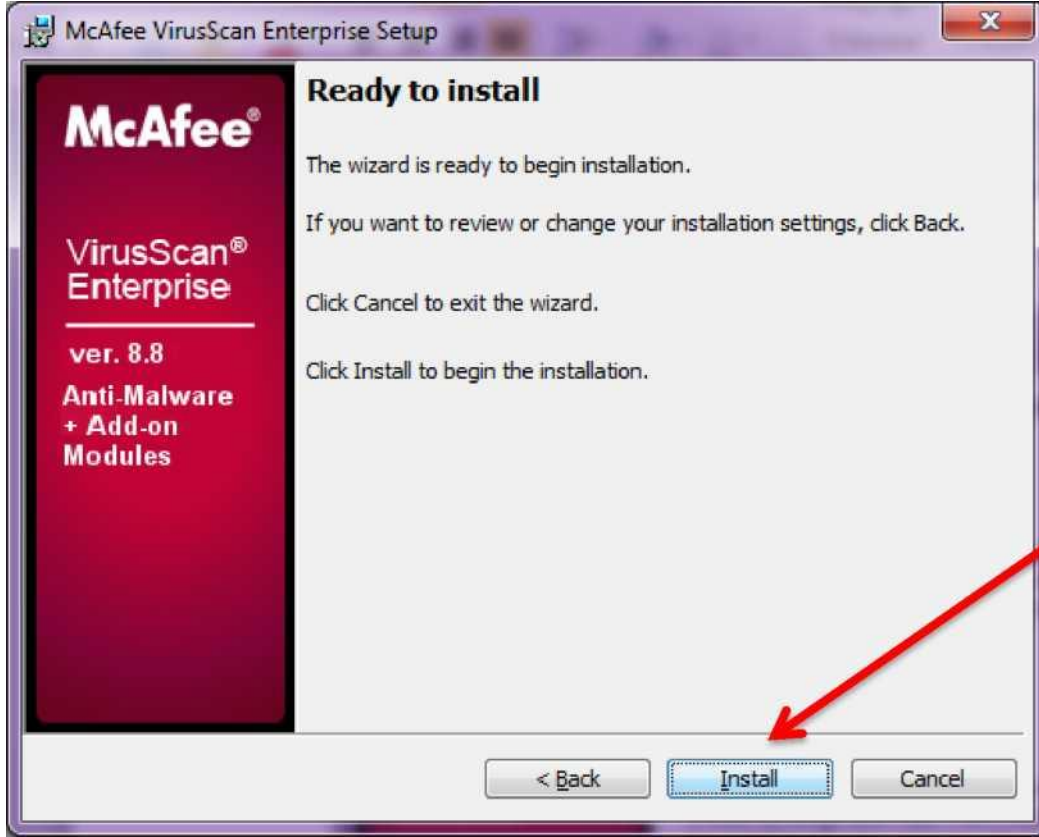 McAfee VirusScan Enterprise Setup
McAfee®
VirusScan®
Enterprise
ver. 8.8
Anti-Malware
+ Add-on
Modules
Ready to install
The wizard is ready to begin installation.
If you want to review or change your installation settings, click Back.
Click Cancel to exit the wizard.
Click Install to begin the installation.
< Back
Install
Cancel